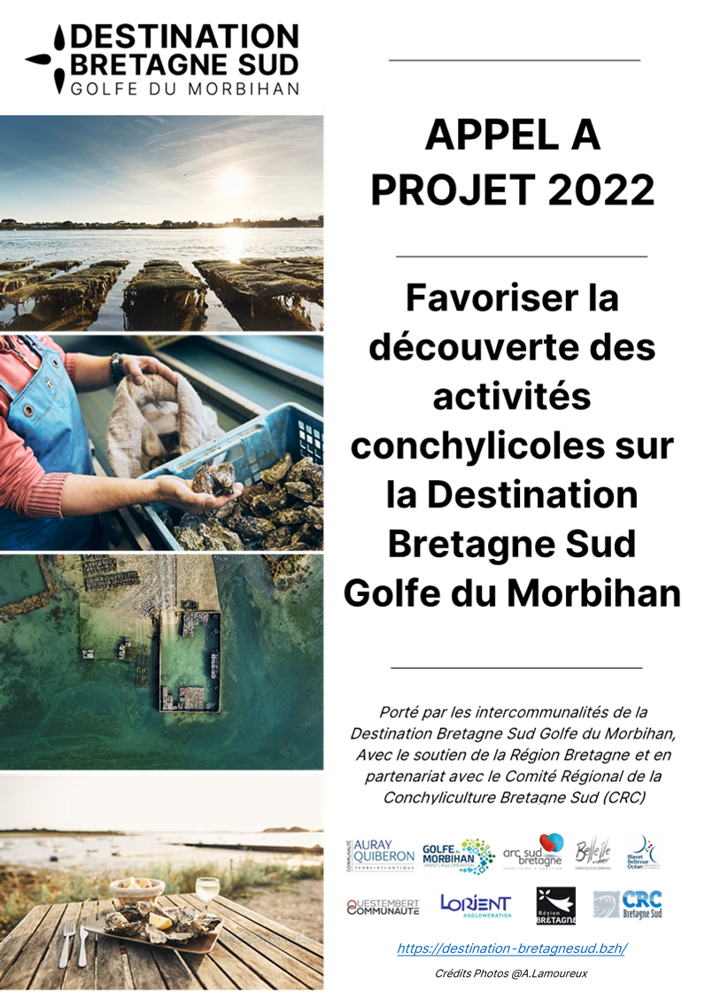 DESTINATION
BRETAGNE SUD
GOLFE DU MORBIHAN
APPEL A
PROJET 2022
Favoriser la
découverte des
activités
conchylicoles sur
la Destination
Bretagne Sud
Golfe du Morbihan
Porté par les intercommunalités de la
Destination Bretagne Sud Golfe du Morbihan,
Avec le soutien de la Région Bretagne et en
partenariat avec le Comité Régional de la
Conchyliculture Bretagne Sud (CRC)
COMMUNAUTÉ
AURAY
QUIBERON
TERRE ATLANTIQUE
GOLFE DU
MORBIHAN
VANNES AGGLOMÉRATION
arc sud
bretagne
Belle île
en mer
Blavet
Bellevue
Océan
QUESTEMBERT
COMMUNAUTÉ
LORIENT
AGGLOMÉRATION
Région
BRETAGNE
CRC
Bretagne Sud
https://destination-bretagnesud.bzh/
Crédits Photos @A.Lamoureux